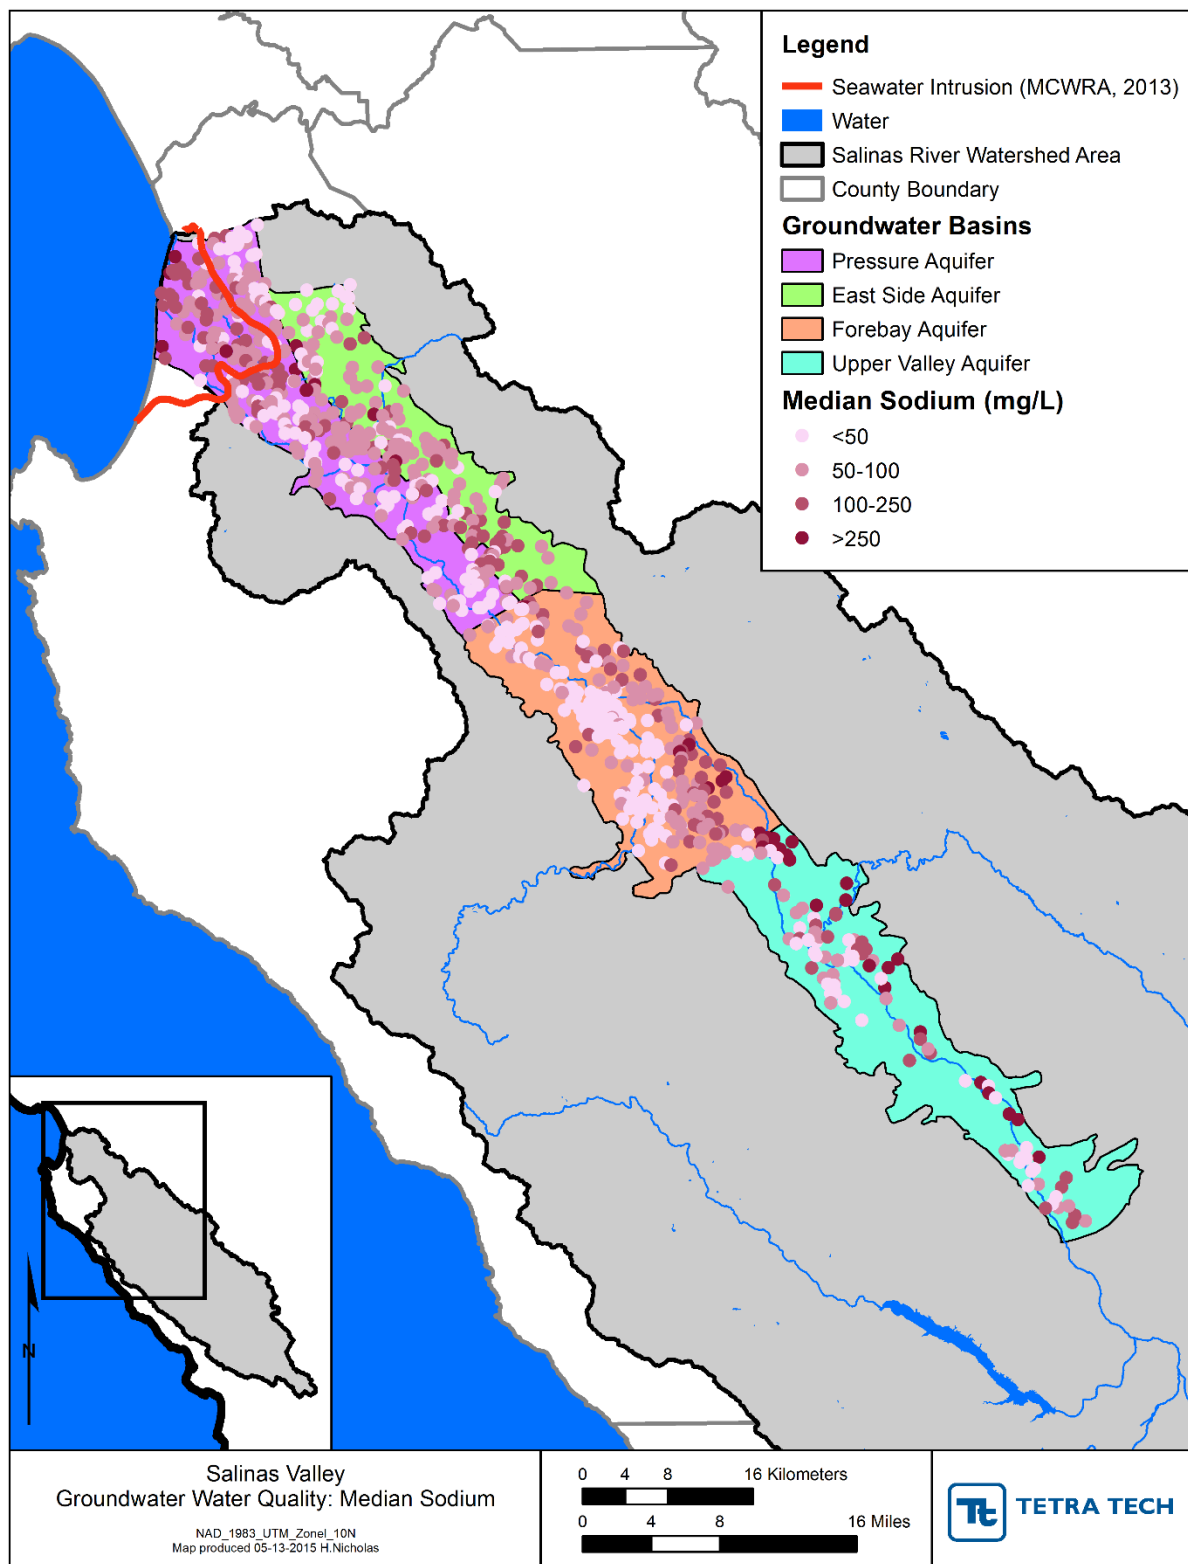 Legend
Seawater Intrusion (MCWRA, 2013)
Water
Salinas River Watershed Area
County Boundary
Groundwater Basins
Pressure Aquifer
East Side Aquifer
Forebay Aquifer
Upper Valley Aquifer
Median Sodium (mg/L)
<50
50-100
100-250
>250
N
Salinas Valley
Groundwater Water Quality: Median Sodium
NAD_1983_UTM_Zonel_10N
Map produced 05-13-2015 H.Nicholas
0 4 8 16 Kilometers
0 4 8 16 Miles
Tt TETRA TECH